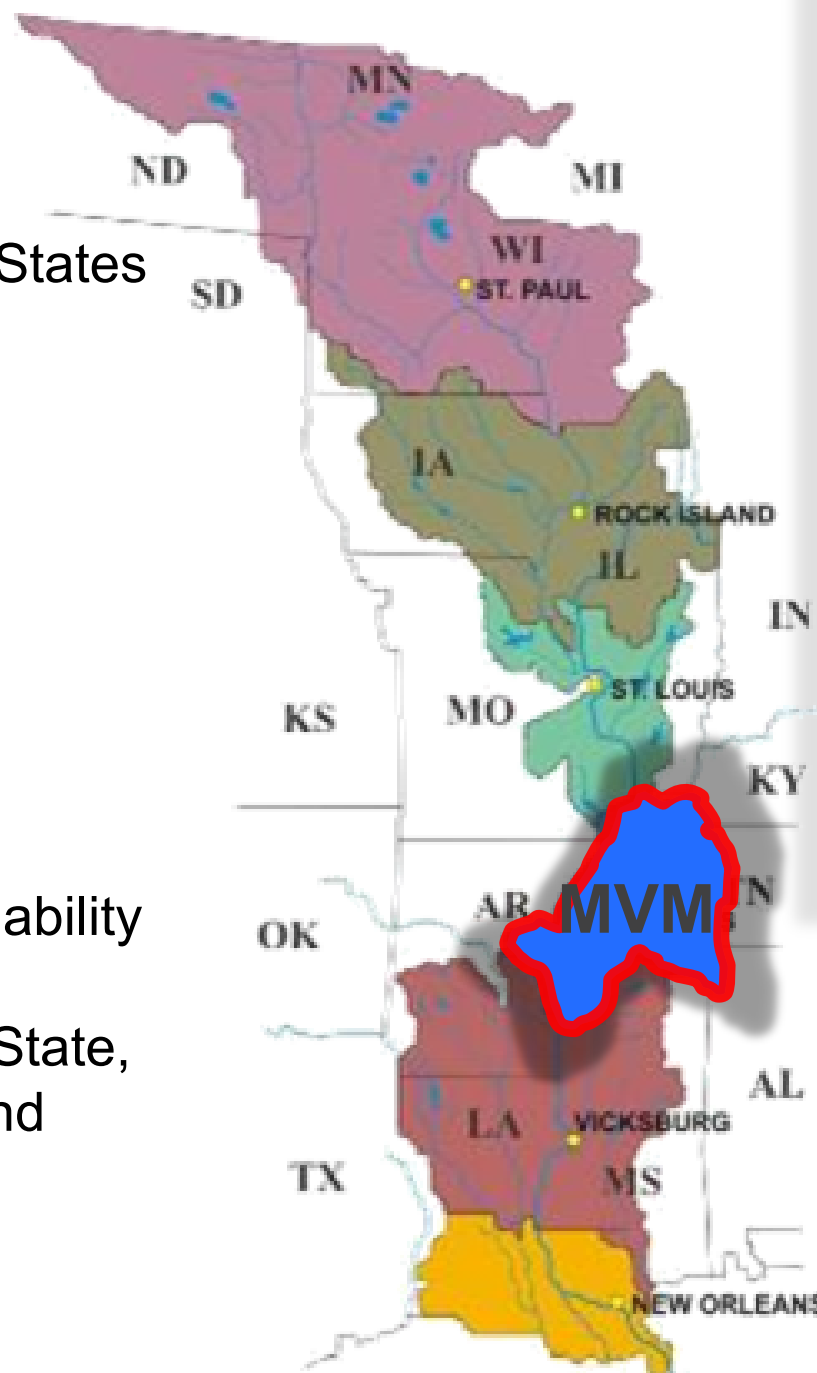 MN
ND
MI
States
WI
SD
ST. PAUL
IA
ROCK ISLAND
IL
IN
ST. LOUIS
MO
KS
KY
AR
MVM
TN
ability
OK
State,
nd
AL
LA
VICKSBURG
TX
MS
NEW ORLEANS